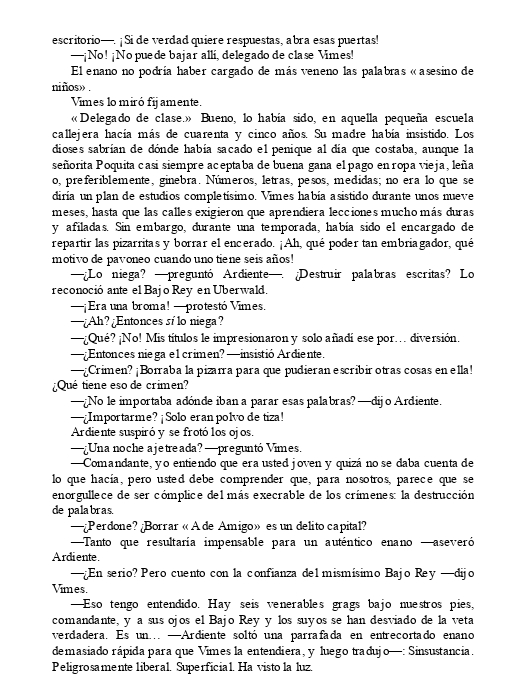 escritorio—. ¡Si de verdad quiere respuestas, abra esas puertas!
—¡No! ¡No puede bajar allí, delegado de clase Vimes!
El enano no podría haber cargado de más veneno las palabras «asesino de
niños».
Vimes lo miró fijamente.
«Delegado de clase.» Bueno, lo había sido, en aquella pequeña escuela
callejera hacía más de cuarenta y cinco años. Su madre había insistido. Los
dioses sabrían de dónde había sacado el penique al día que costaba, aunque la
señorita Poquita casi siempre aceptaba de buena gana el pago en ropa vieja, leña
o, preferiblemente, ginebra. Números, letras, pesos, medidas; no era lo que se
diría un plan de estudios completísimo. Vimes había asistido durante unos nueve
meses, hasta que las calles exigieron que aprendiera lecciones mucho más duras
y afiladas. Sin embargo, durante una temporada, había sido el encargado de
repartir las pizarritas y borrar el encerado. ¡Ah, qué poder tan embriagador, qué
motivo de pavoneo cuando uno tiene seis años!
—¿Lo niega? —preguntó Ardiente—. ¿Destruir palabras escritas? Lo
reconoció ante el Bajo Rey en Uberwald.
—¡Era una broma! —protestó Vimes.
—¿Ah? ¿Entonces sí lo niega?
—¿Qué? ¡No! Mis títulos le impresionaron y solo añadí ese por… diversión.
—¿Entonces niega el crimen? —insistió Ardiente.
—¿Crimen? ¡Borraba la pizarra para que pudieran escribir otras cosas en ella!
¿Qué tiene eso de crimen?
—¿No le importaba adónde iban a parar esas palabras? —dijo Ardiente.
—¿Importarme? ¡Solo eran polvo de tiza!
Ardiente suspiró y se frotó los ojos.
—¿Una noche ajetreada? —preguntó Vimes.
—Comandante, yo entiendo que era usted joven y quizá no se daba cuenta de
lo que hacía, pero usted debe comprender que, para nosotros, parece que se
enorgullece de ser cómplice del más execrable de los crímenes: la destrucción
de palabras.
—¿Perdone? ¿Borrar «A de Amigo» es un delito capital?
—Tanto que resultaría impensable para un auténtico enano —aseveró
Ardiente.
—¿En serio? Pero cuento con la confianza del mismísimo Bajo Rey —dijo
Vimes.
—Eso tengo entendido. Hay seis venerables grags bajo nuestros pies,
comandante, y a sus ojos el Bajo Rey y los suyos se han desviado de la veta
verdadera. Es un… —Ardiente soltó una parrafada en entrecortado enano
demasiado rápida para que Vimes la entendiera, y luego tradujo—: Sinsustancia.
Peligrosamente liberal. Superficial. Ha visto la luz.